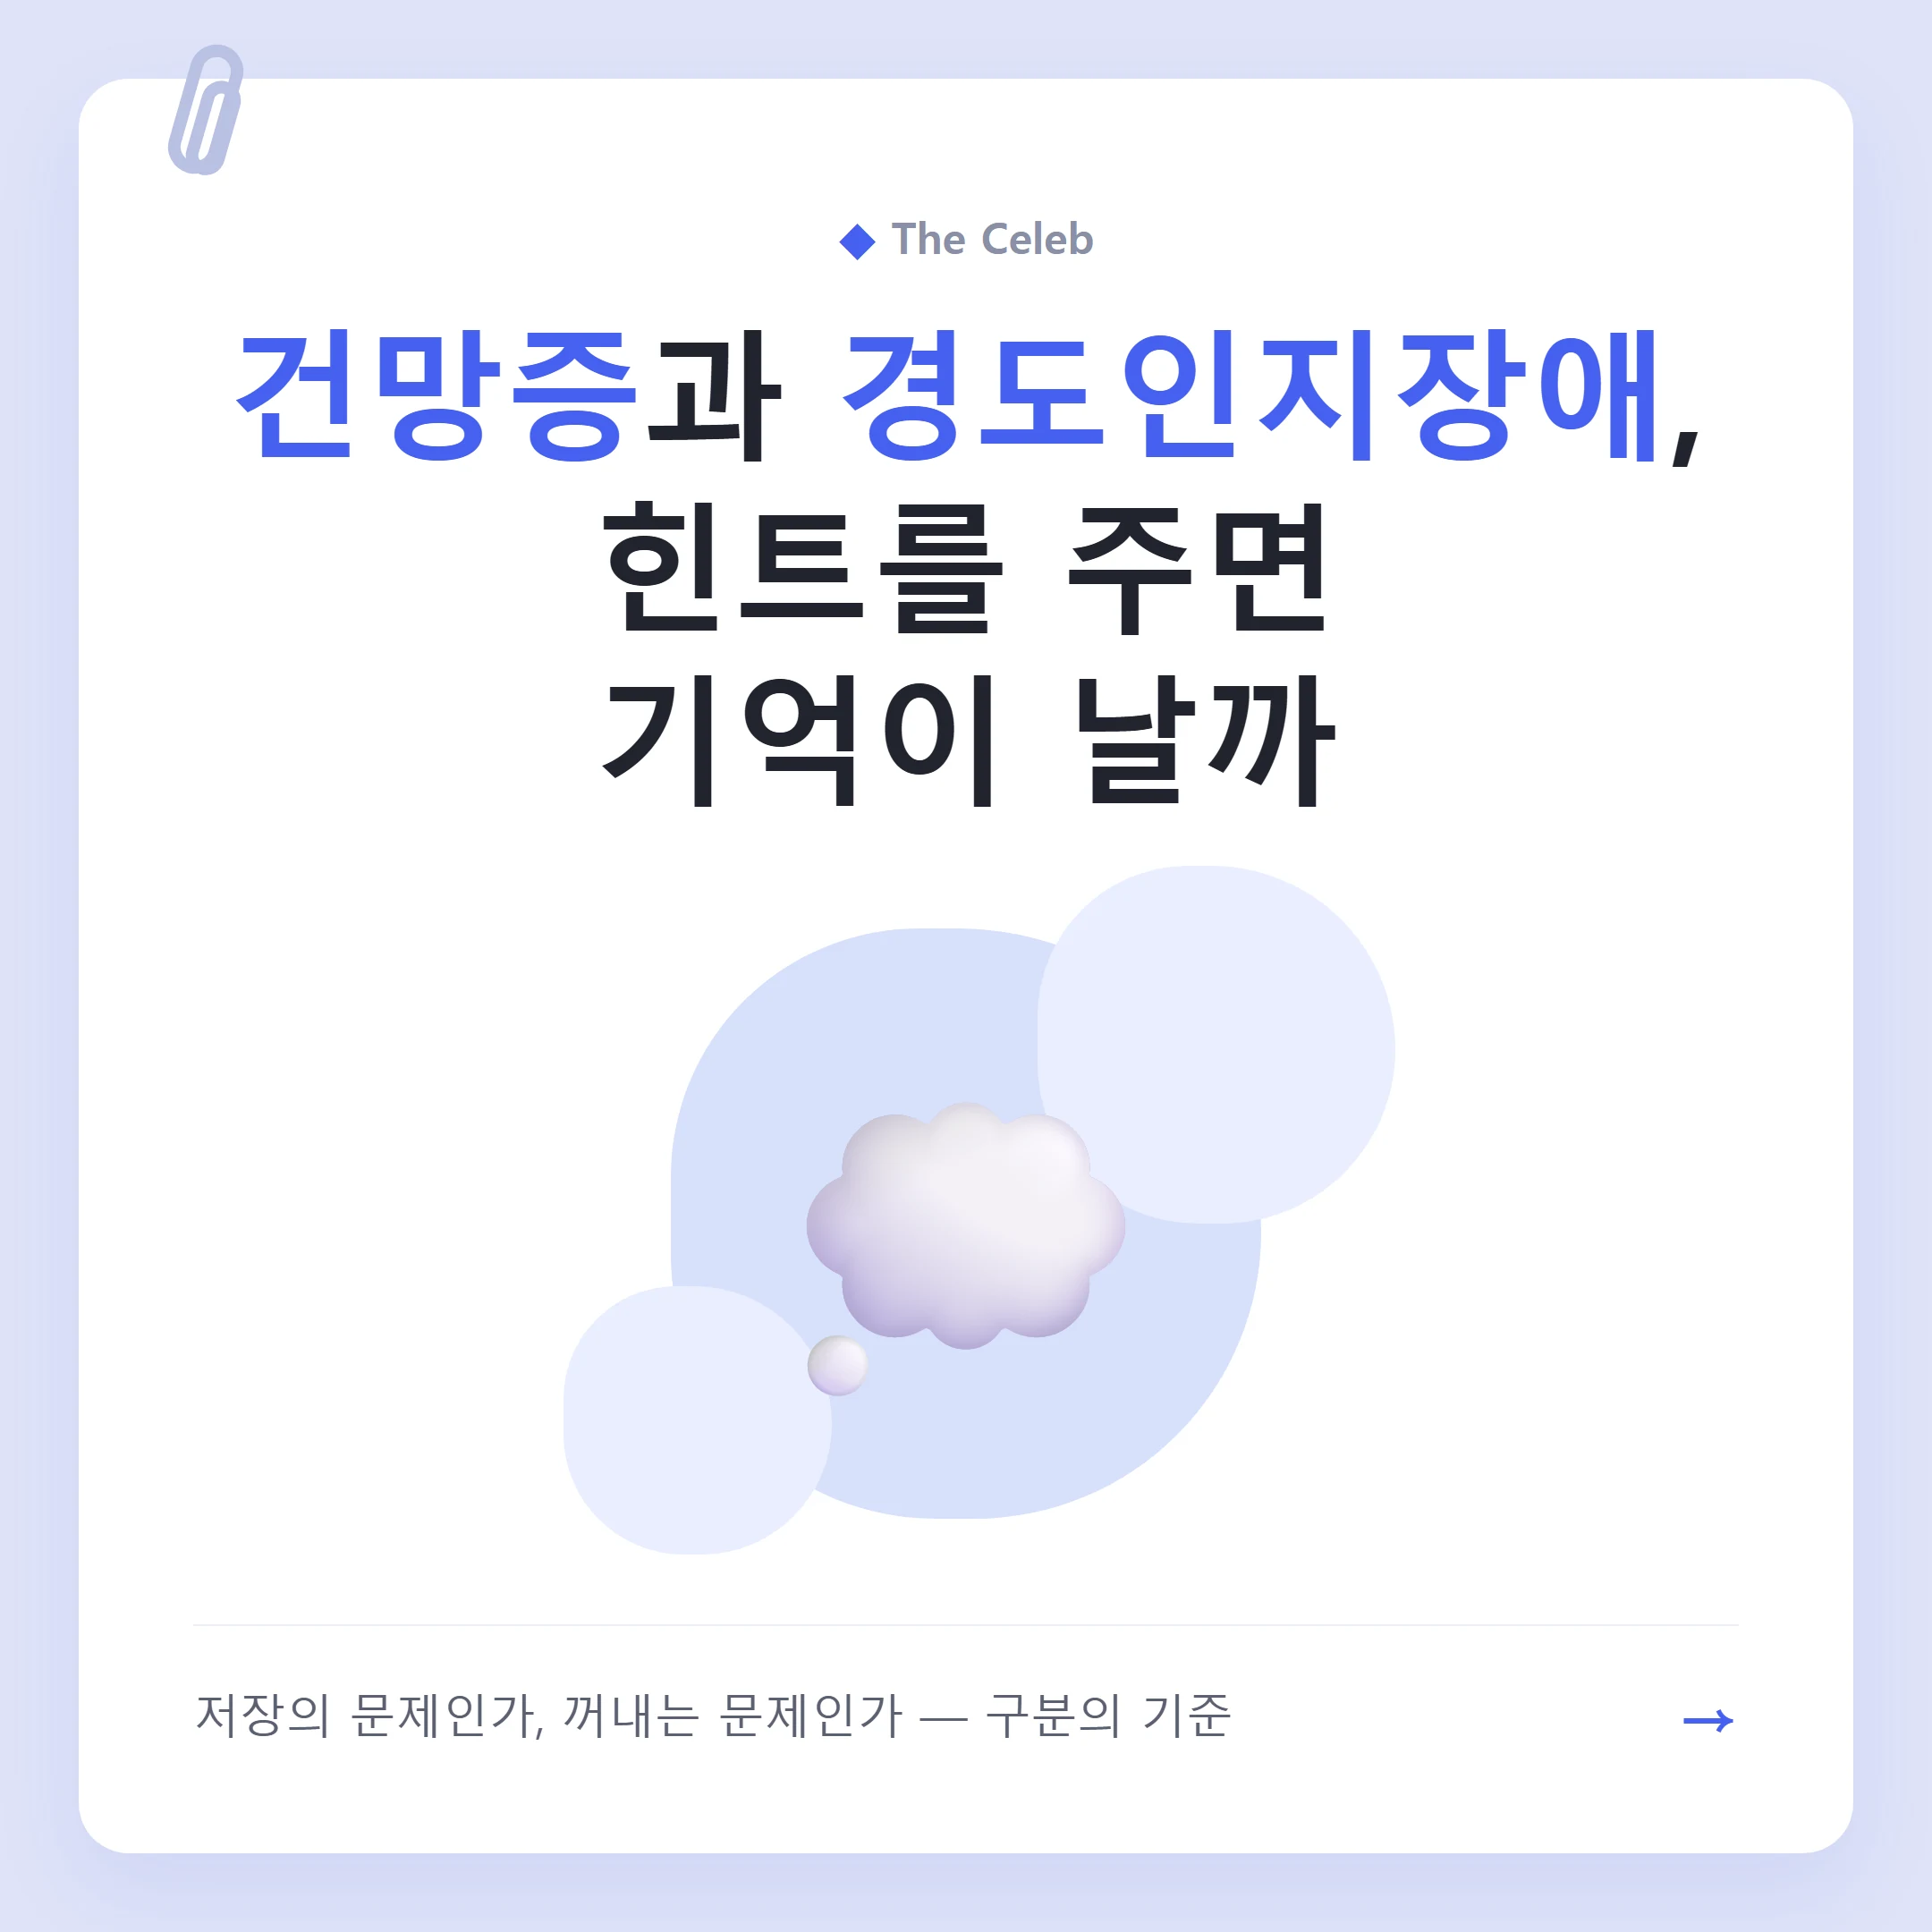 ◆ The Celeb
건망증과 경도인지장애,
힌트를 주면
기억이 날까
저장의 문제인가, 꺼내는 문제인가 — 구분의 기준 →